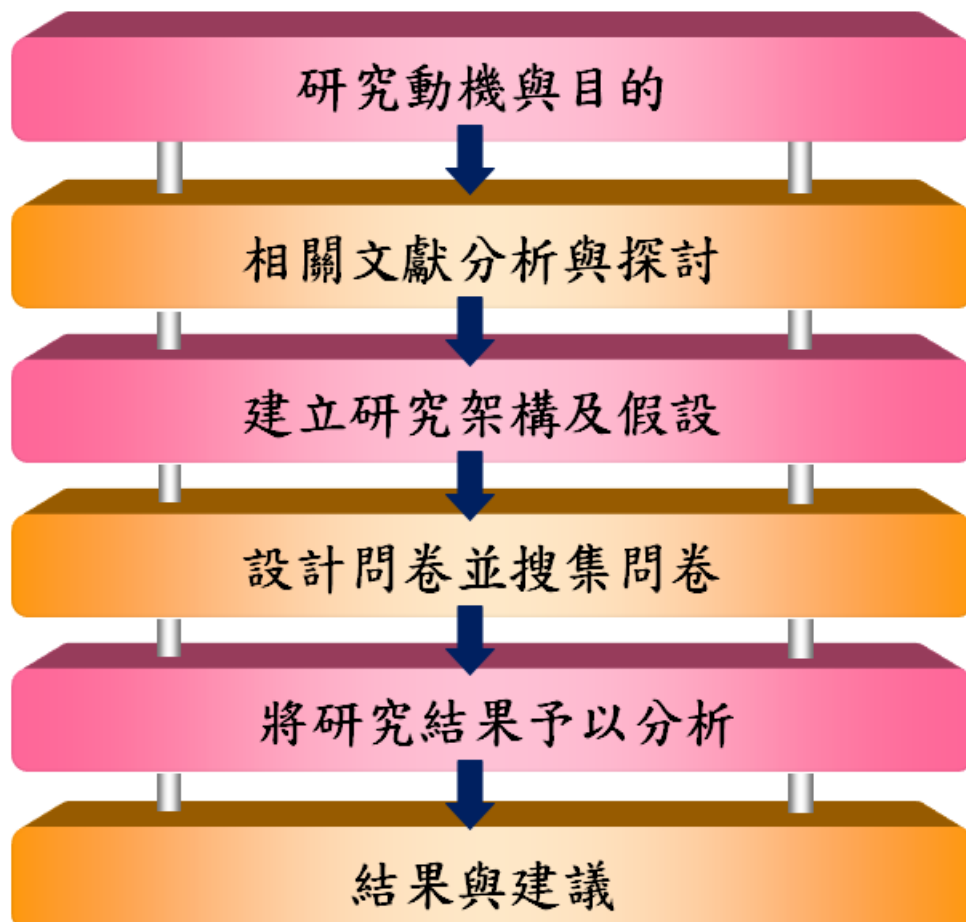 研究動機與目的
相關文獻分析與探討
建立研究架構及假設
設計問卷並搜集問卷
將研究結果予以分析
結果與建議